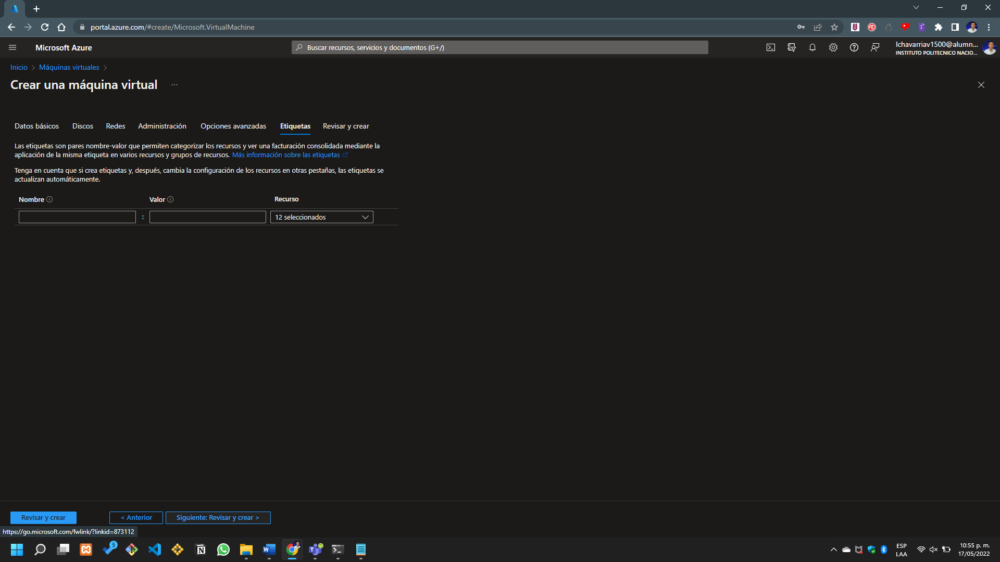 portal.azure.com/#create/Microsoft.VirtualMachine
Microsoft Azure
Buscar recursos, servicios y documentos (G+/)
lchavarriav1500@alumn...
INSTITUTO POLITECNICO NACIO...
Inicio > Máquinas virtuales >
Crear una máquina virtual ...
Datos básicos Discos Redes Administración Opciones avanzadas Etiquetas Revisar y crear
Las etiquetas son pares nombre-valor que permiten categorizar los recursos y ver una facturación consolidada mediante la
aplicación de la misma etiqueta en varios recursos y grupos de recursos. Más información sobre las etiquetas
Tenga en cuenta que si crea etiquetas y, después, cambia la configuración de los recursos en otras pestañas, las etiquetas se
actualizan automáticamente.
Nombre Valor Recurso
: 12 seleccionados
Revisar y crear < Anterior Siguiente: Revisar y crear >
https://go.microsoft.com/fwlink/?linkid=873112
5
ESP
LAA
10:55 p. m.
17/05/2022